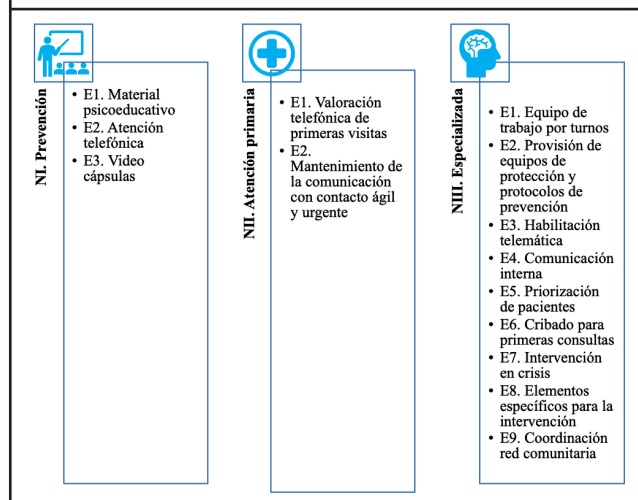 NI. Prevención
• E1. Material
psicoeducativo
• E2. Atención
telefónica
• E3. Video
cápsulas
NII. Atención primaria
• E1. Valoración
telefónica de
primeras visitas
• E2.
Mantenimiento de
la comunicación
con contacto ágil
y urgente
NIII. Especializada
• E1. Equipo de
trabajo por turnos
• E2. Provisión de
equipos de
protección y
protocolos de
prevención
• E3. Habilitación
telemática
• E4. Comunicación
interna
• E5. Priorización
de pacientes
• E6. Cribado para
primeras consultas
• E7. Intervención
en crisis
• E8. Elementos
específicos para la
intervención
• E9. Coordinación
red comunitaria